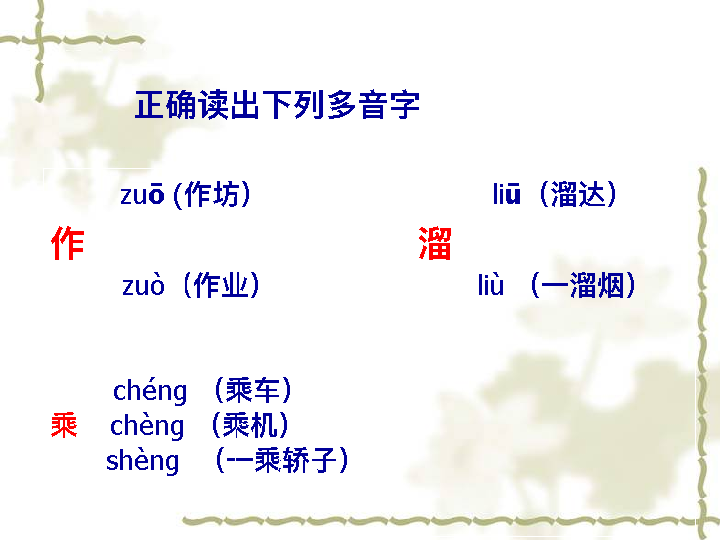 正确读出下列多音字
zuō (作坊） liū（溜达）
作 溜
zuò（作业） liù （一溜烟）
chéng （乘车）
乘 chèng （乘机）
shèng （一乘轿子）